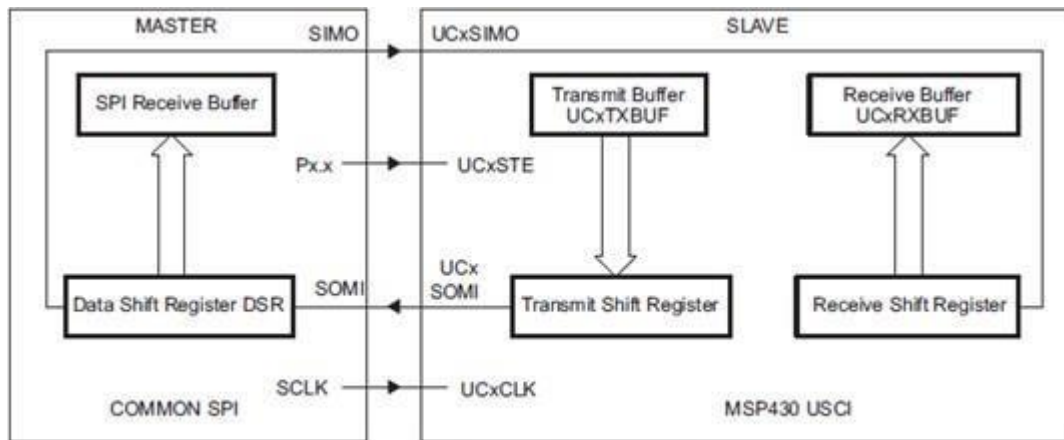 MASTER
SIMO
UCxSIMO
SLAVE
SPI Receive Buffer
Transmit Buffer
UCxTXBUF
Receive Buffer
UCxRXBUF
Px.x
UCxSTE
UCx
SOMI
SOMI
Data Shift Register DSR
Transmit Shift Register
Receive Shift Register
SCLK
UCxCLK
COMMON SPI
MSP430 USCI